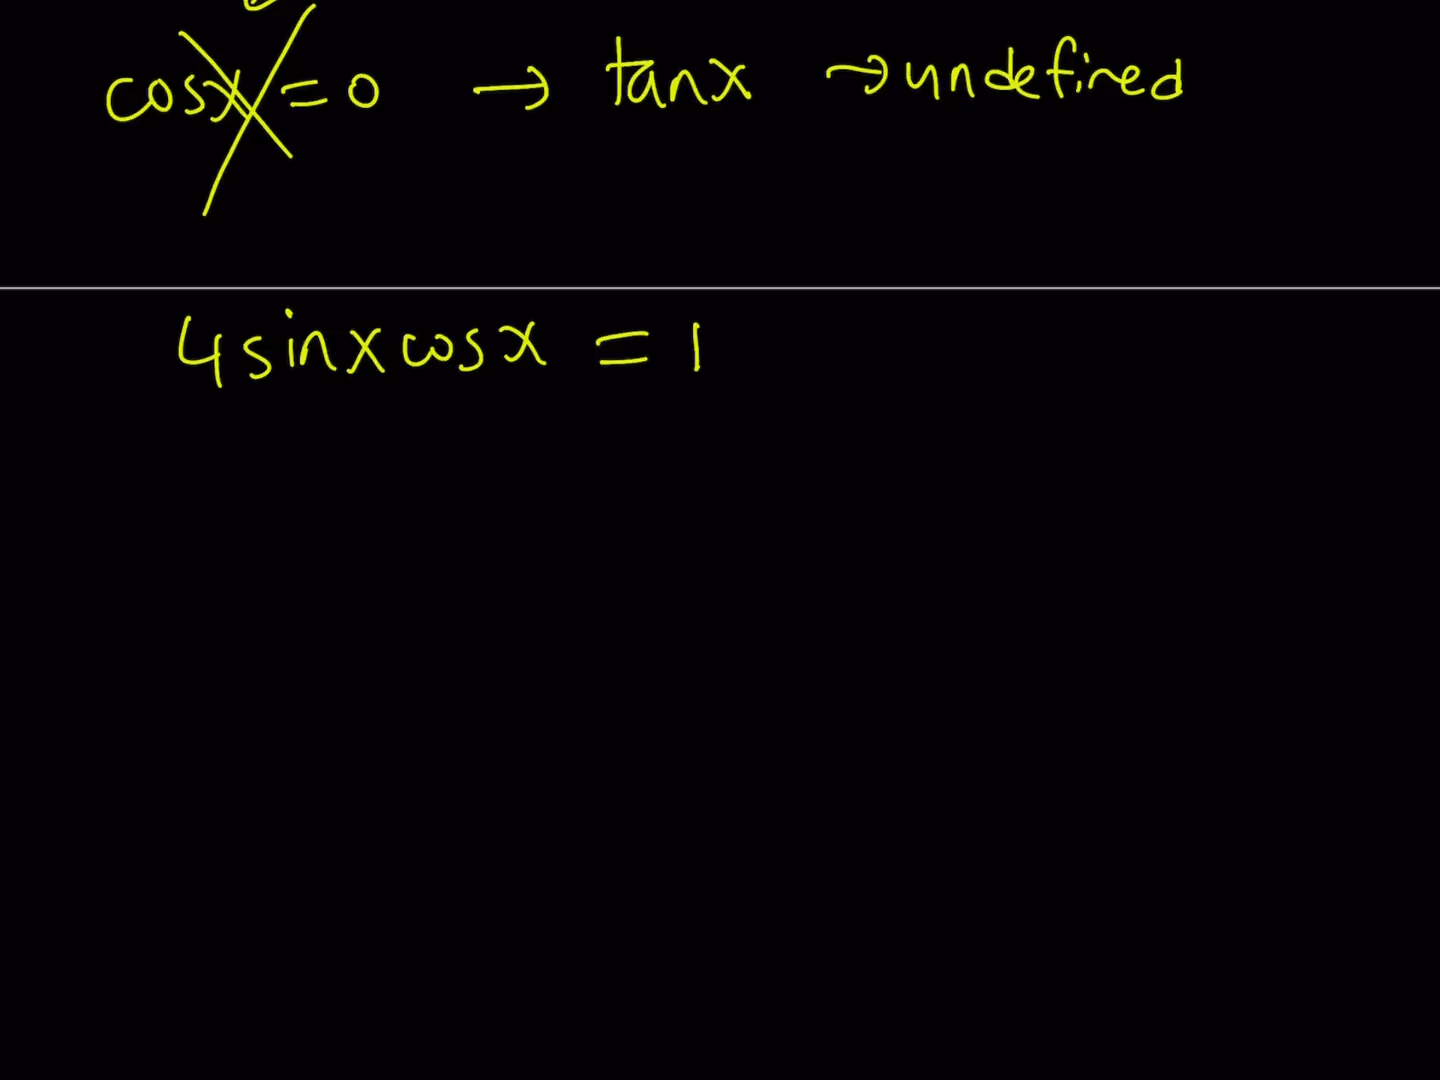 cosx = 0 → tanx → undefined
4sinxcosx = 1